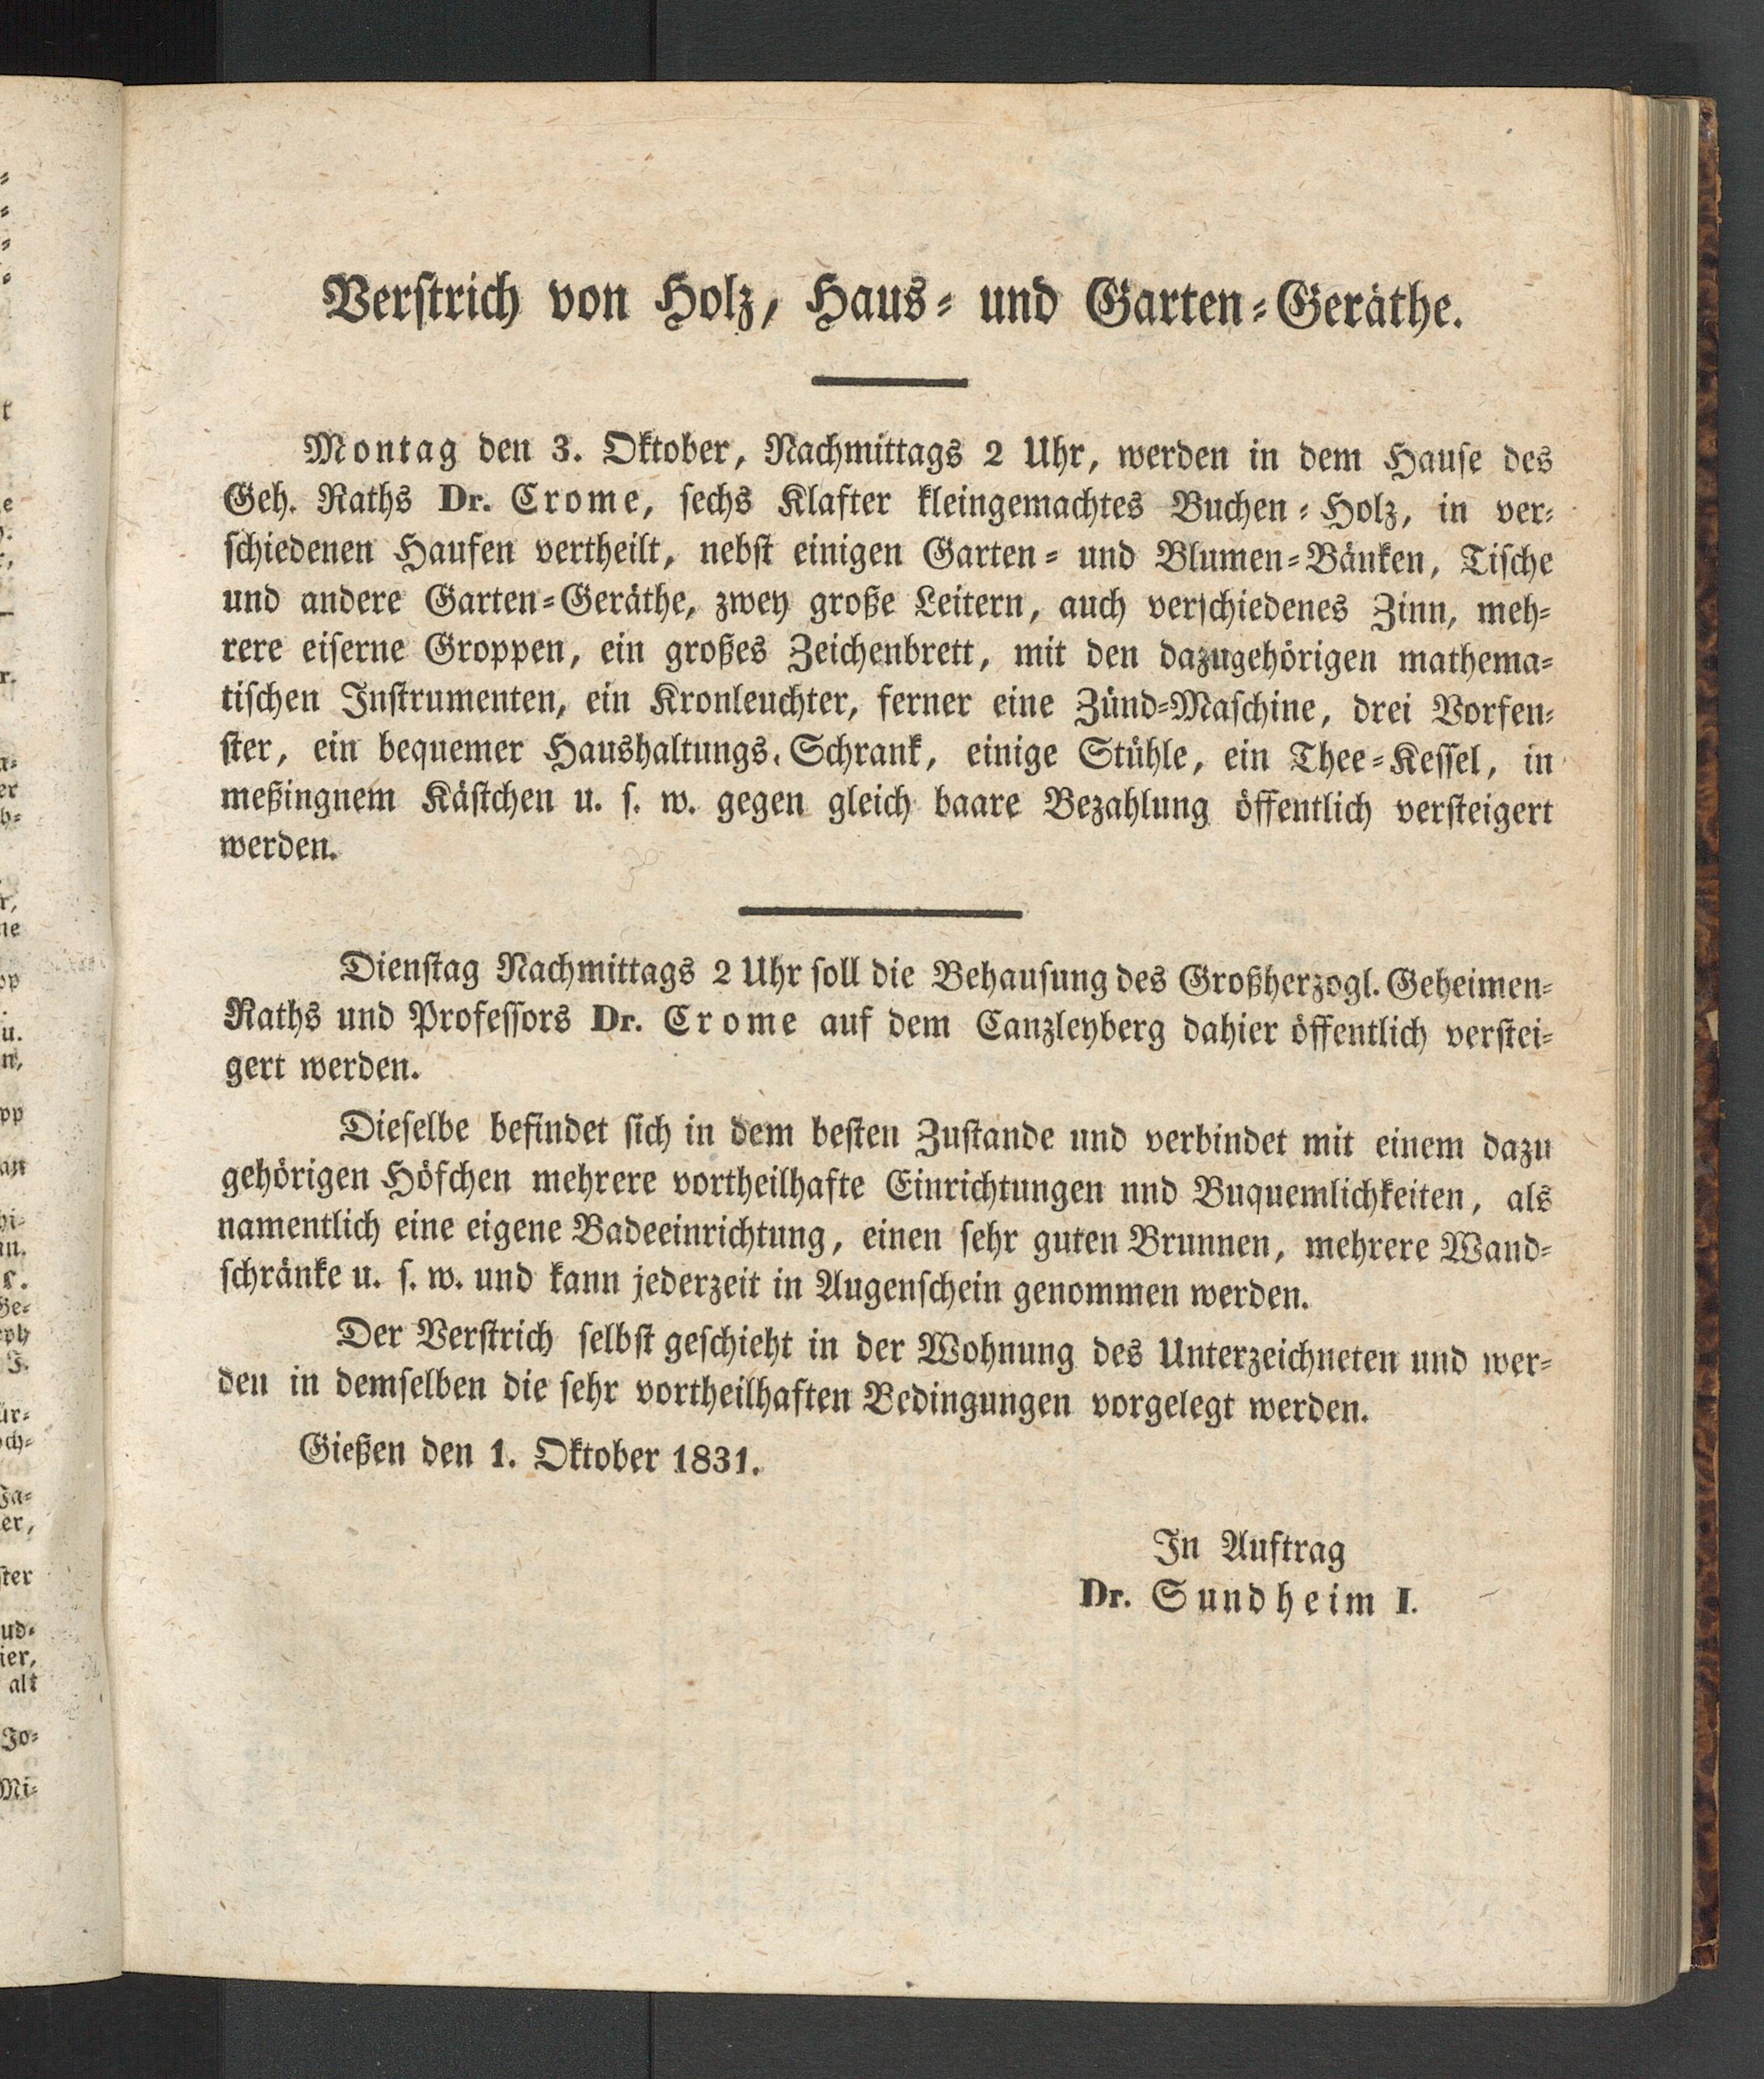 Verstrich von Holz, Haus- und Garten-Geräthe.
Montag den 3. Oktober, Nachmittags 2 Uhr, werden in dem Hause des
Geh. Raths Dr. Crome, sechs Klafter kleingemachtes Buchen-Holz, in ver-
schiedenen Haufen vertheilt, nebst einigen Garten- und Blumen-Bänken, Tische
und andere Garten-Geräthe, zwey große Leitern, auch verschiedenes Zinn, meh-
rere eiserne Groppen, ein großes Zeichenbrett, mit den dazugehörigen mathema-
tischen Instrumenten, ein Kronleuchter, ferner eine Zünd-Maschine, drei Vorfen-
ster, ein bequemer Haushaltungs-Schrank, einige Stühle, ein Thee-Kessel, in
meßingnem Kästchen u. s. w. gegen gleich baare Bezahlung öffentlich versteigert
werden.
Dienstag Nachmittags 2 Uhr soll die Behausung des Großherzogl. Geheimen-
Raths und Professors Dr. Crome auf dem Canzleyberg dahier öffentlich verstei-
gert werden.
Dieselbe befindet sich in dem besten Zustande und verbindet mit einem dazu
gehörigen Höfchen mehrere vortheilhafte Einrichtungen und Buquemlichkeiten, als
namentlich eine eigene Badeeinrichtung, einen sehr guten Brunnen, mehrere Wand-
schränke u. s. w. und kann jederzeit in Augenschein genommen werden.
Der Verstrich selbst geschieht in der Wohnung des Unterzeichneten und wer-
den in demselben die sehr vortheilhaften Bedingungen vorgelegt werden.
Gießen den 1. Oktober 1831.
In Auftrag
Dr. Sundheim I.